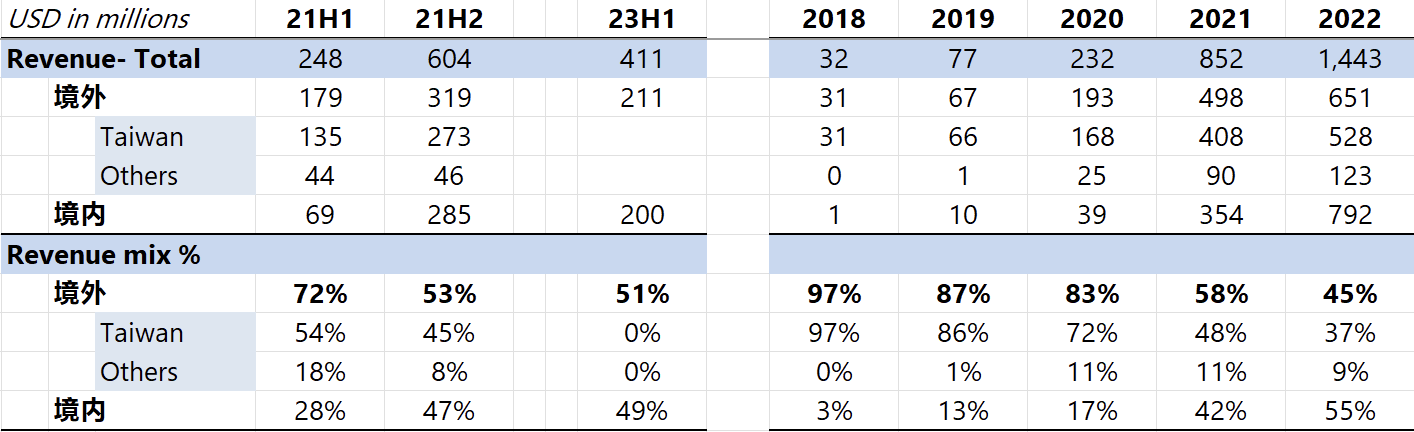 USD in millions 21H1 21H2 23H1 2018 2019 2020 2021 2022
Revenue- Total 248 604 411 32 77 232 852 1,443
境外 179 319 211 31 67 193 498 651
Taiwan 135 273 31 66 168 408 528
Others 44 46 0 1 25 90 123
境内 69 285 200 1 10 39 354 792
Revenue mix %
境外 72% 53% 51% 97% 87% 83% 58% 45%
Taiwan 54% 45% 0% 97% 86% 72% 48% 37%
Others 18% 8% 0% 0% 1% 11% 11% 9%
境内 28% 47% 49% 3% 13% 17% 42% 55%